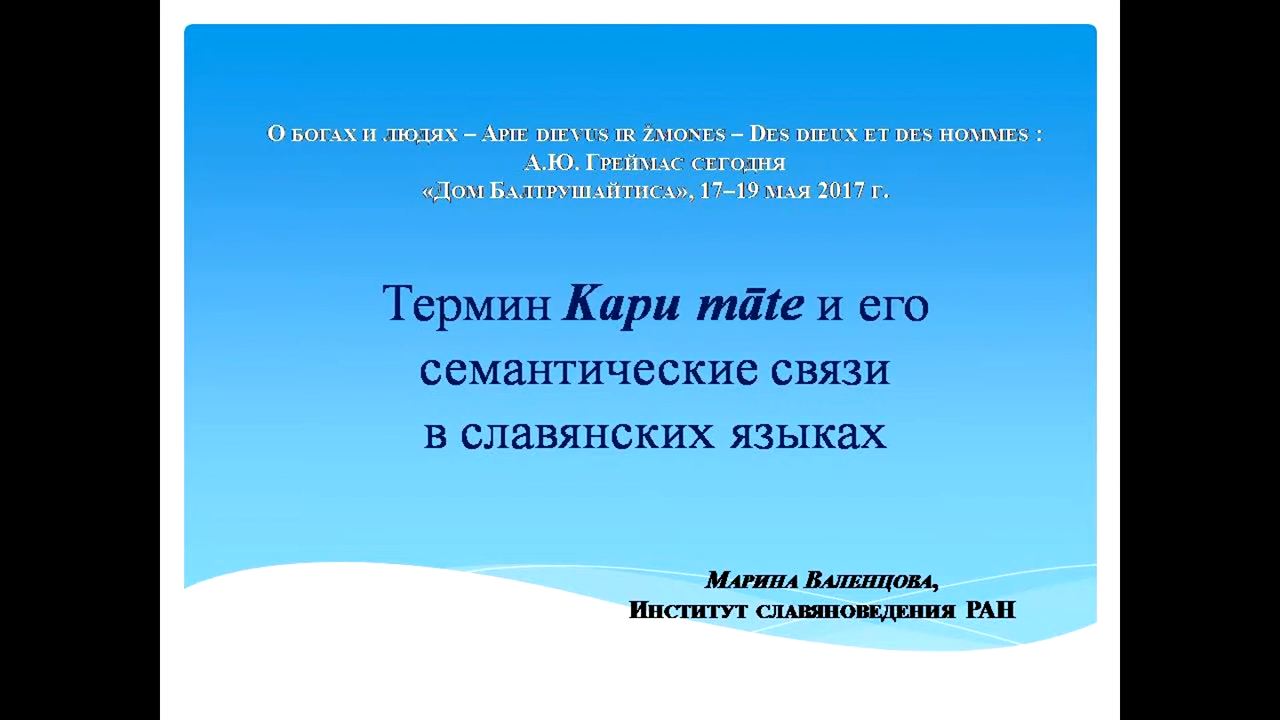 О БОГАХ И ЛЮДЯХ – APIE DIEVUS IR ŽMONES – DES DIEUX ET DES HOMMES :
А.Ю. ГРЕЙМАС СЕГОДНЯ
«ДОМ БАЛТРУШАЙТИСА», 17–19 МАЯ 2017 Г.
Термин Kapu māte и его
семантические связи
в славянских языках
МАРИНА ВАЛЕНЦОВА,
ИНСТИТУТ СЛАВЯНОВЕДЕНИЯ РАН